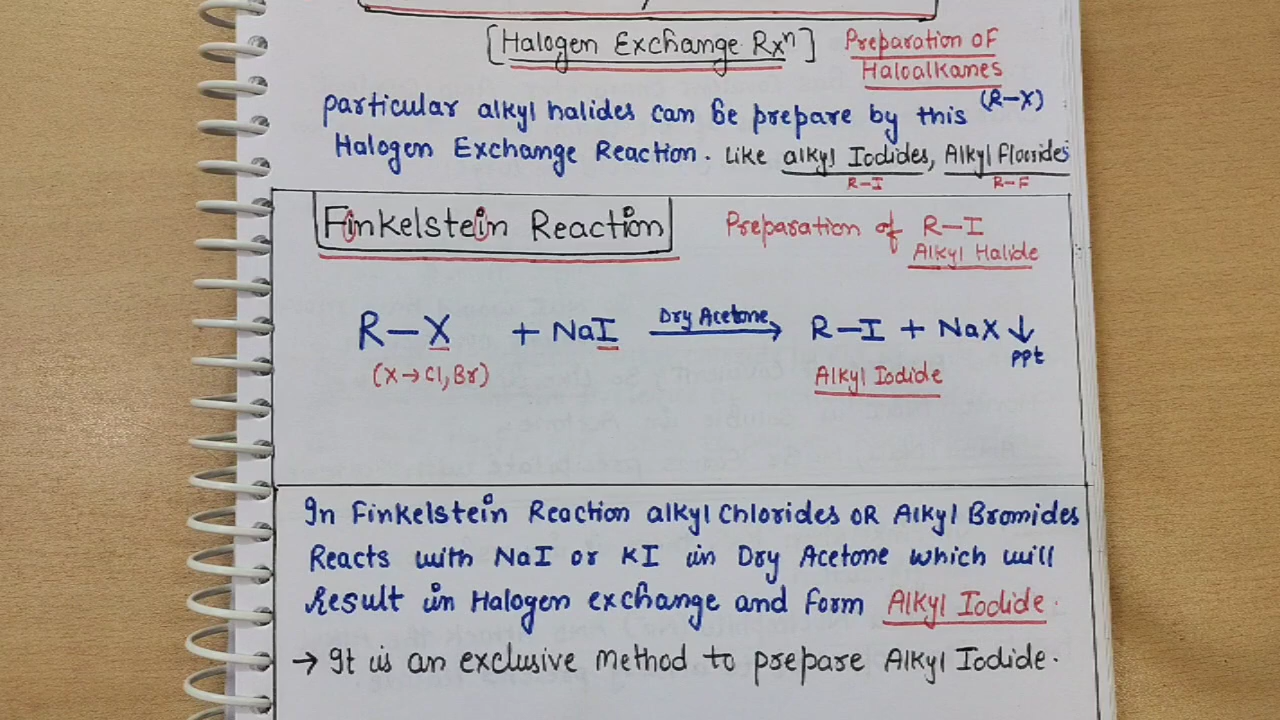 [Halogen Exchange Rxⁿ] Preparation of
Haloalkanes
(R-X)
particular alkyl halides can be prepare by this
Halogen Exchange Reaction. Like alkyl Iodides, Alkyl Flourides
R-I R-F
Finkelstein Reaction Preparation of R-I
Alkyl Halide
R-X + NaI Dry Acetone→ R-I + NaX↓
ppt
(X→Cl, Br) Alkyl Iodide
In Finkelstein Reaction alkyl Chlorides OR Alkyl Bromides
Reacts with NaI or KI in Dry Acetone which will
Result in Halogen exchange and form Alkyl Iodide.
→ It is an exclusive method to prepare Alkyl Iodide.